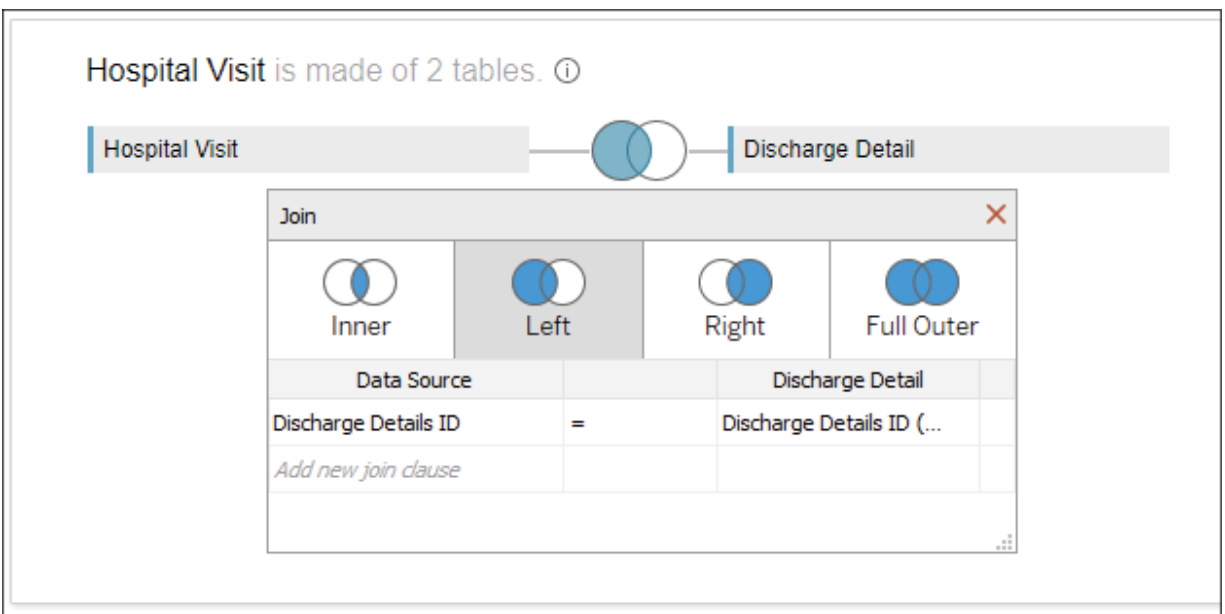 Hospital Visit is made of 2 tables.
Hospital Visit
Discharge Detail
Join
Inner
Left
Right
Full Outer
Data Source
Discharge Detail
Discharge Details ID
=
Discharge Details ID (...
Add new join clause